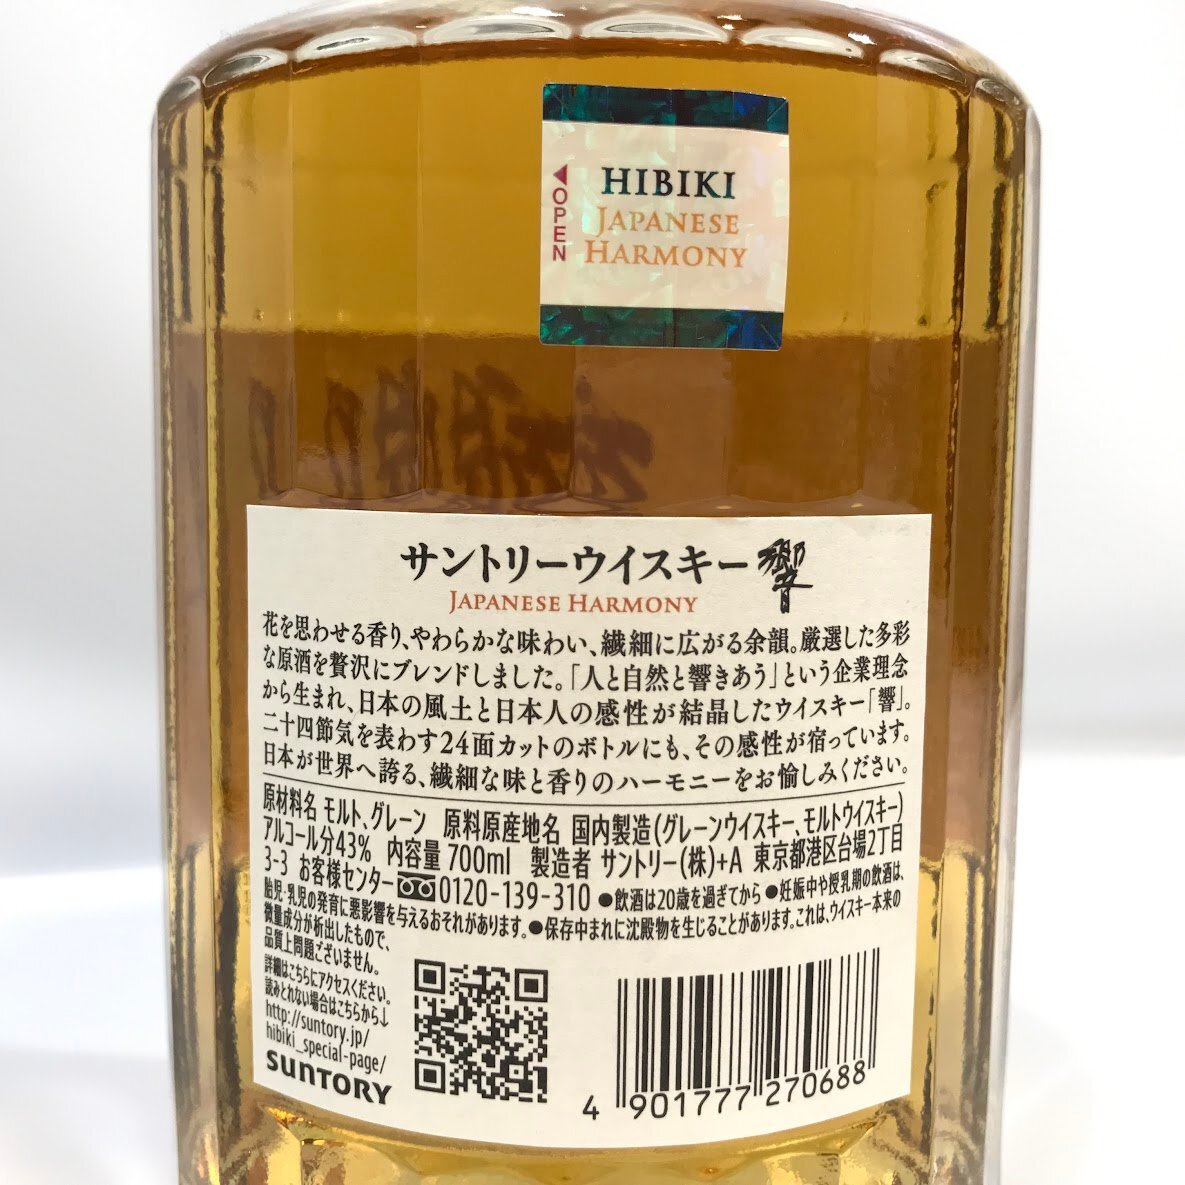 HIBIKI
JAPANESE
HARMONY
◀OPEN
サントリーウイスキー 響
JAPANESE HARMONY
花を思わせる香り、やわらかな味わい、繊細に広がる余韻。厳選した多彩
な原酒を贅沢にブレンドしました。「人と自然と響きあう」という企業理念
から生まれ、日本の風土と日本人の感性が結晶したウイスキー「響」。
二十四節気を表わす24面カットのボトルにも、その感性が宿っています。
日本が世界へ誇る、繊細な味と香りのハーモニーをお愉しみください。
原材料名 モルト、グレーン 原料原産地名 国内製造(グレーンウイスキー、モルトウイスキー)
アルコール分43% 内容量 700ml 製造者 サントリー(株)+A 東京都港区台場2丁目
3-3 お客様センター 0120-139-310 ●飲酒は20歳を過ぎてから ●妊娠中や授乳期の飲酒は、
胎児・乳児の発育に悪影響を与えるおそれがあります。●保存中まれに沈殿物を生じることがあります。これは、ウイスキー本来の
微量成分が析出したもので、
品質上問題ございません。
詳細はこちらにアクセスください。
読みとれない場合はこちらから↓
http://suntory.jp/
hibiki_special-page/
SUNTORY
4 901777 270688